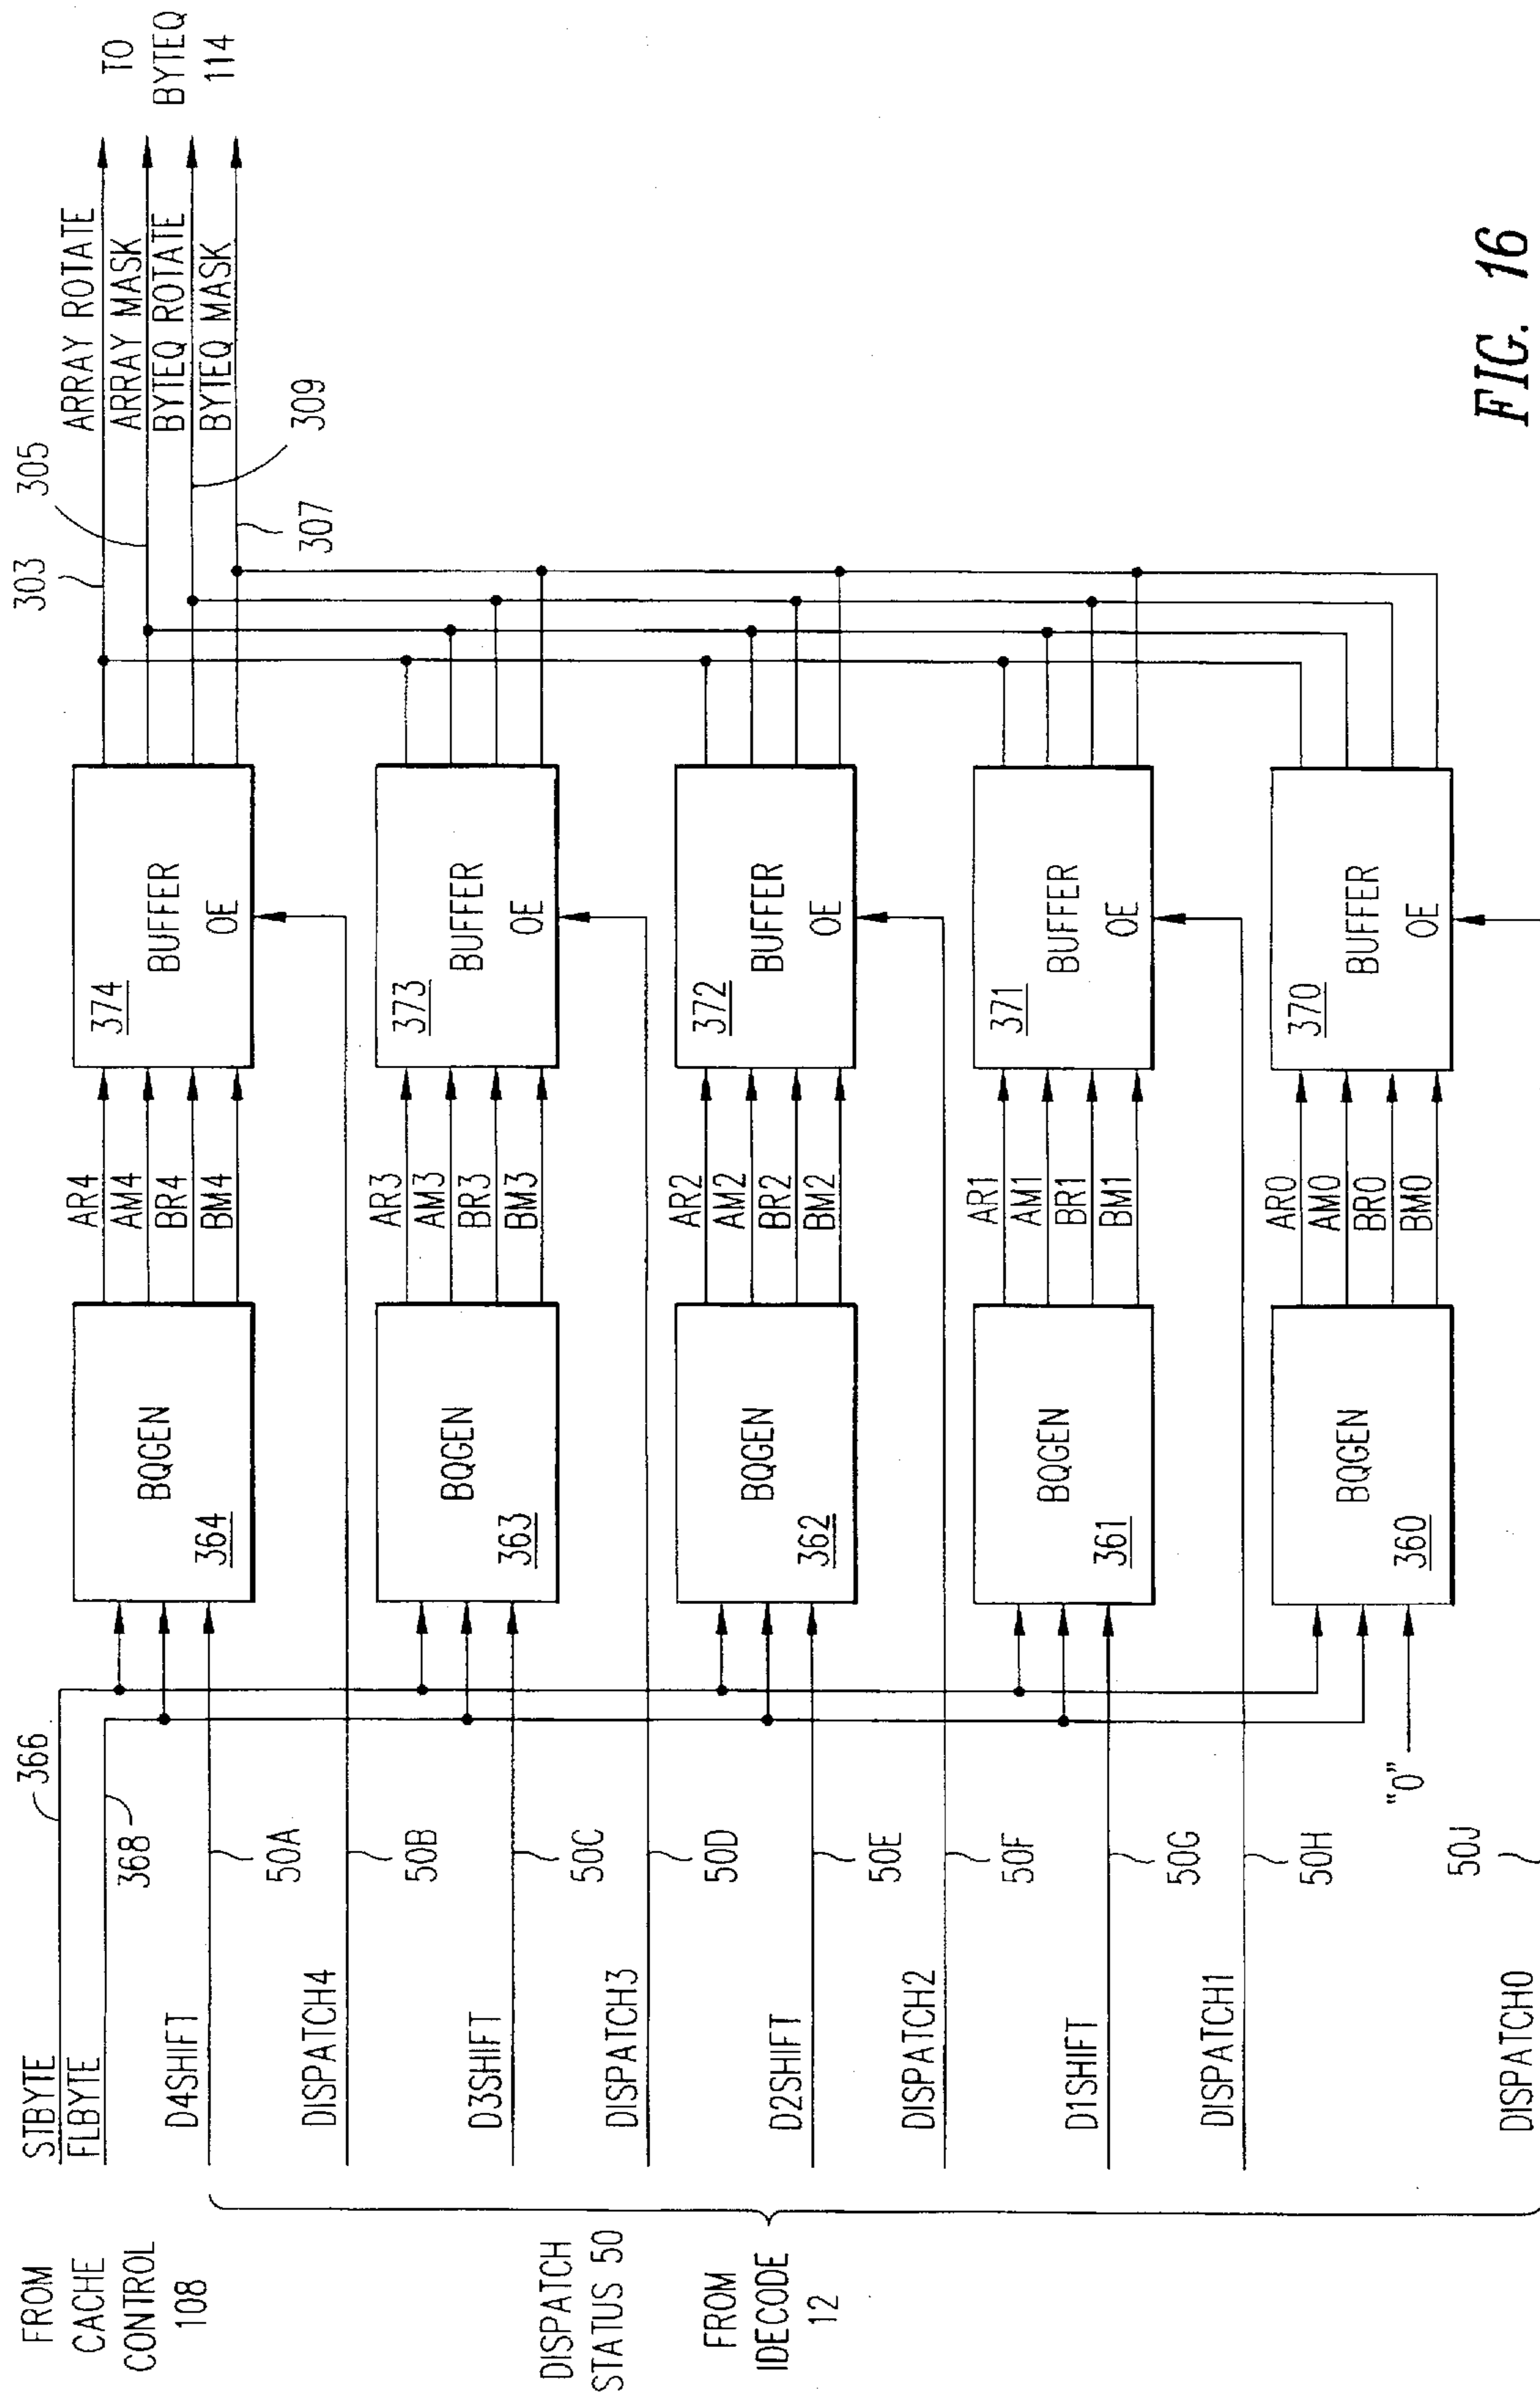 FROM
CACHE
CONTROL
108
STBYTE
FLBYTE
366
368
DISPATCH
STATUS 50
FROM
IDECODE
12
D4SHIFT
50A
DISPATCH4
50B
D3SHIFT
50C
DISPATCH3
50D
D2SHIFT
50E
DISPATCH2
50F
D1SHIFT
50G
DISPATCH1
50H
"0"
DISPATCH0
50J
BQGEN
364
AR4
AM4
BR4
BM4
374
BUFFER
OE
BQGEN
363
AR3
AM3
BR3
BM3
373
BUFFER
OE
BQGEN
362
AR2
AM2
BR2
BM2
372
BUFFER
OE
BQGEN
361
AR1
AM1
BR1
BM1
371
BUFFER
OE
BQGEN
360
AR0
AM0
BR0
BM0
370
BUFFER
OE
303
305
309
307
ARRAY ROTATE
ARRAY MASK
BYTEQ ROTATE
BYTEQ MASK
TO
BYTEQ
114
FIG. 16